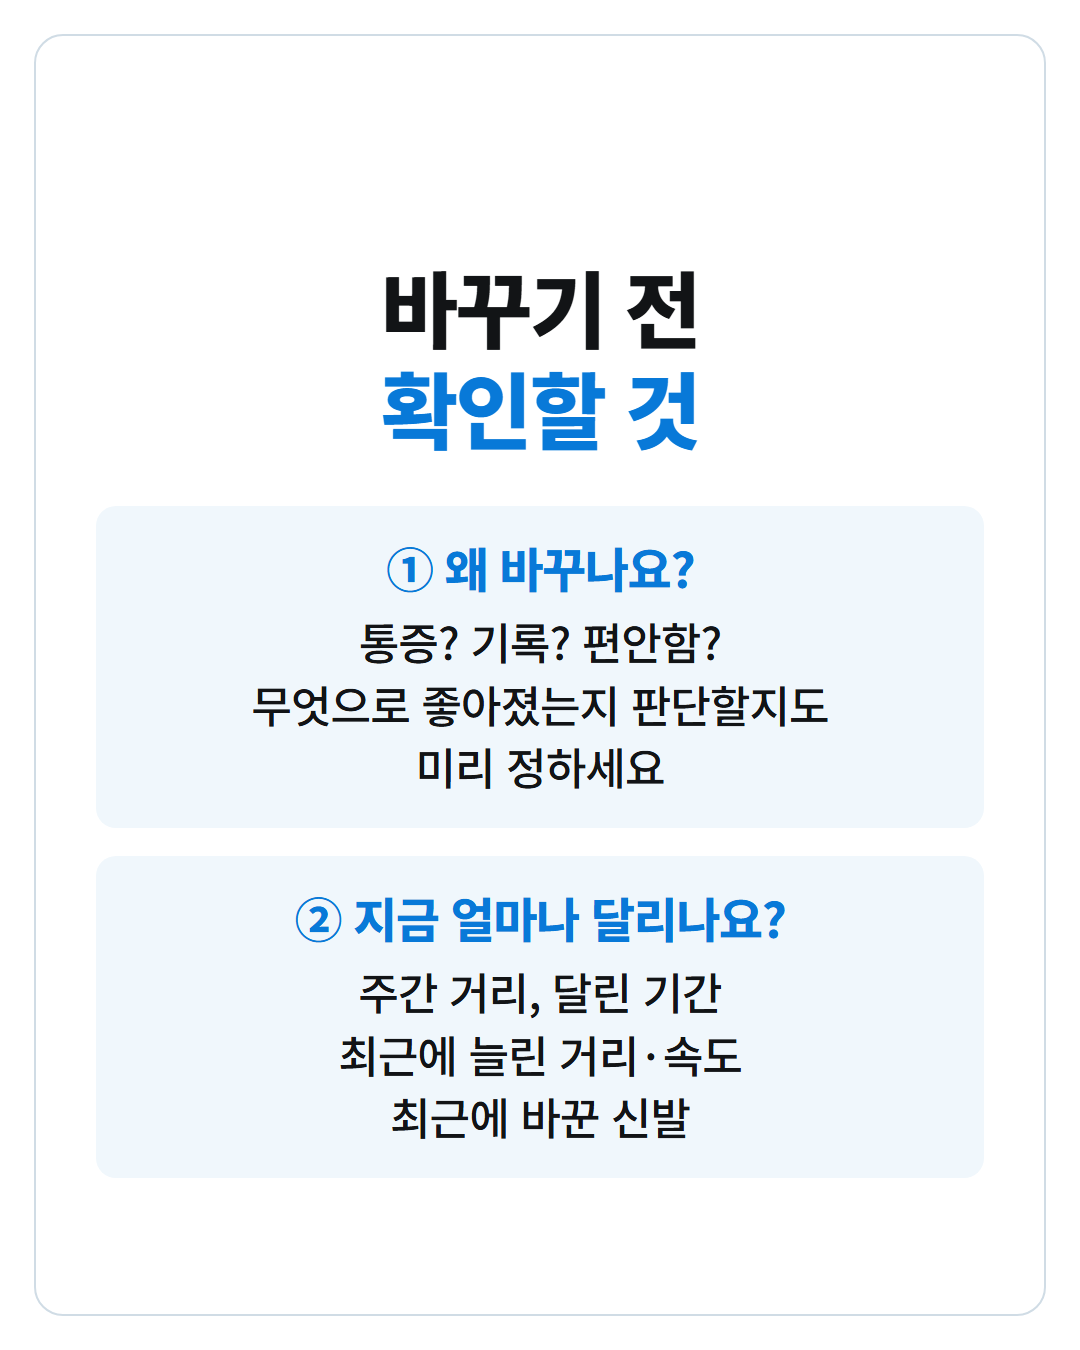 바꾸기 전
확인할 것
① 왜 바꾸나요?
통증? 기록? 편안함?
무엇으로 좋아졌는지 판단할지도
미리 정하세요
② 지금 얼마나 달리나요?
주간 거리, 달린 기간
최근에 늘린 거리·속도
최근에 바꾼 신발